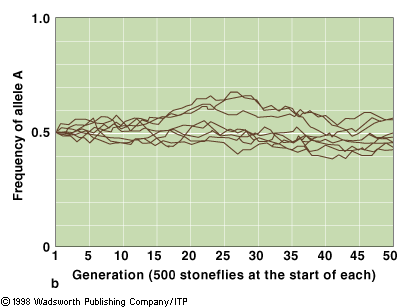 Frequency of allele A
1.0
0.5
0
1 5 10 15 20 25 30 35 40 45 50
b
Generation (500 stoneflies at the start of each)
© 1998 Wadsworth Publishing Company/ITP